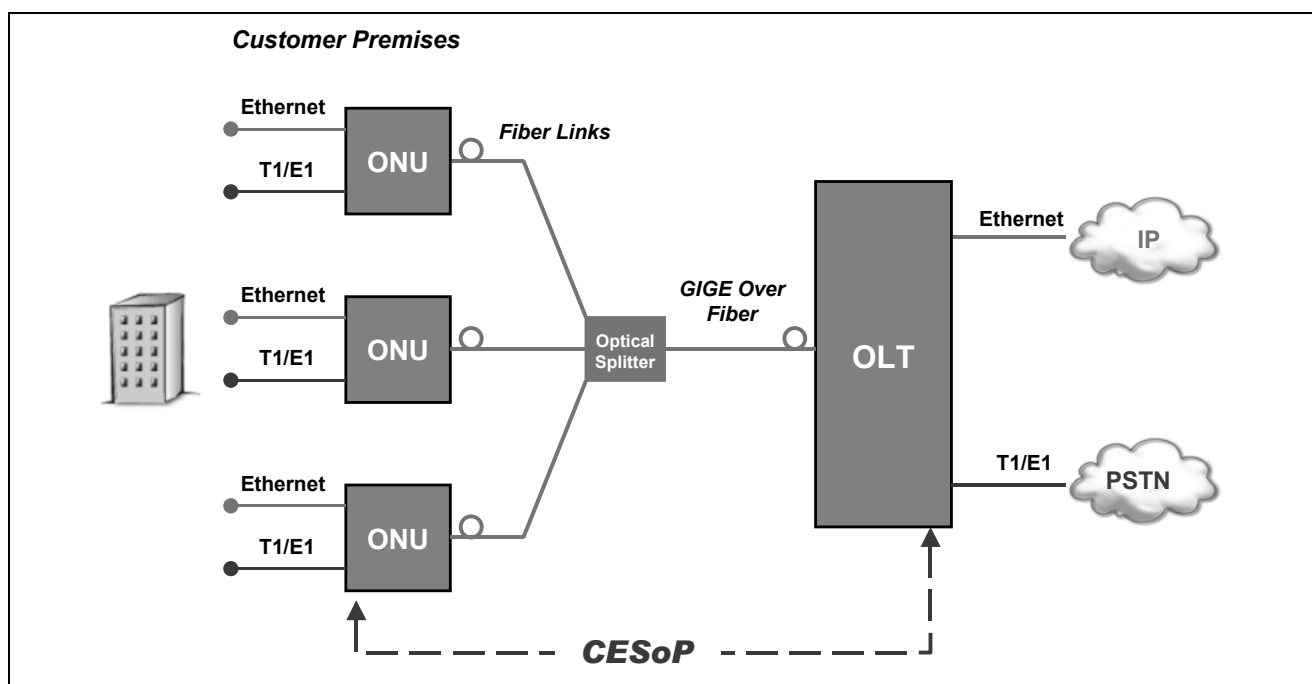 Customer Premises
Ethernet
T1/E1
ONU
Fiber Links
Ethernet
T1/E1
ONU
Ethernet
T1/E1
ONU
Optical
Splitter
GIGE Over
Fiber
OLT
Ethernet
IP
T1/E1
PSTN
CESoP